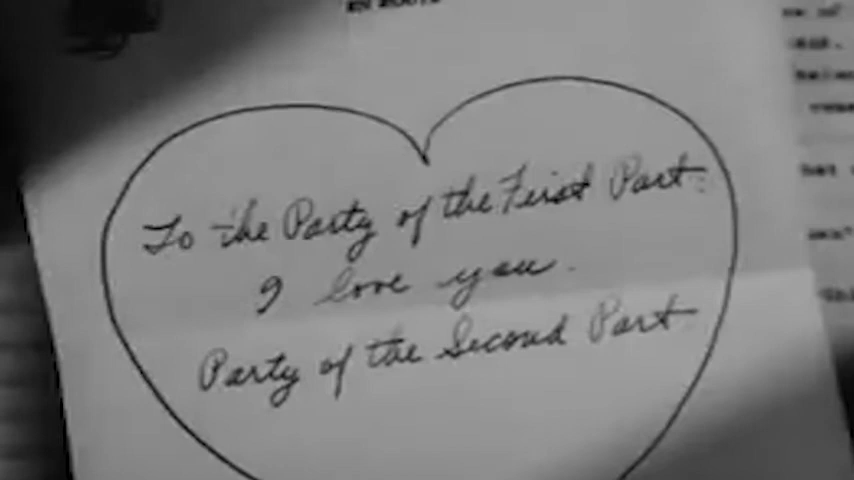 To the Party of the First Part:
I love you.
Party of the Second Part